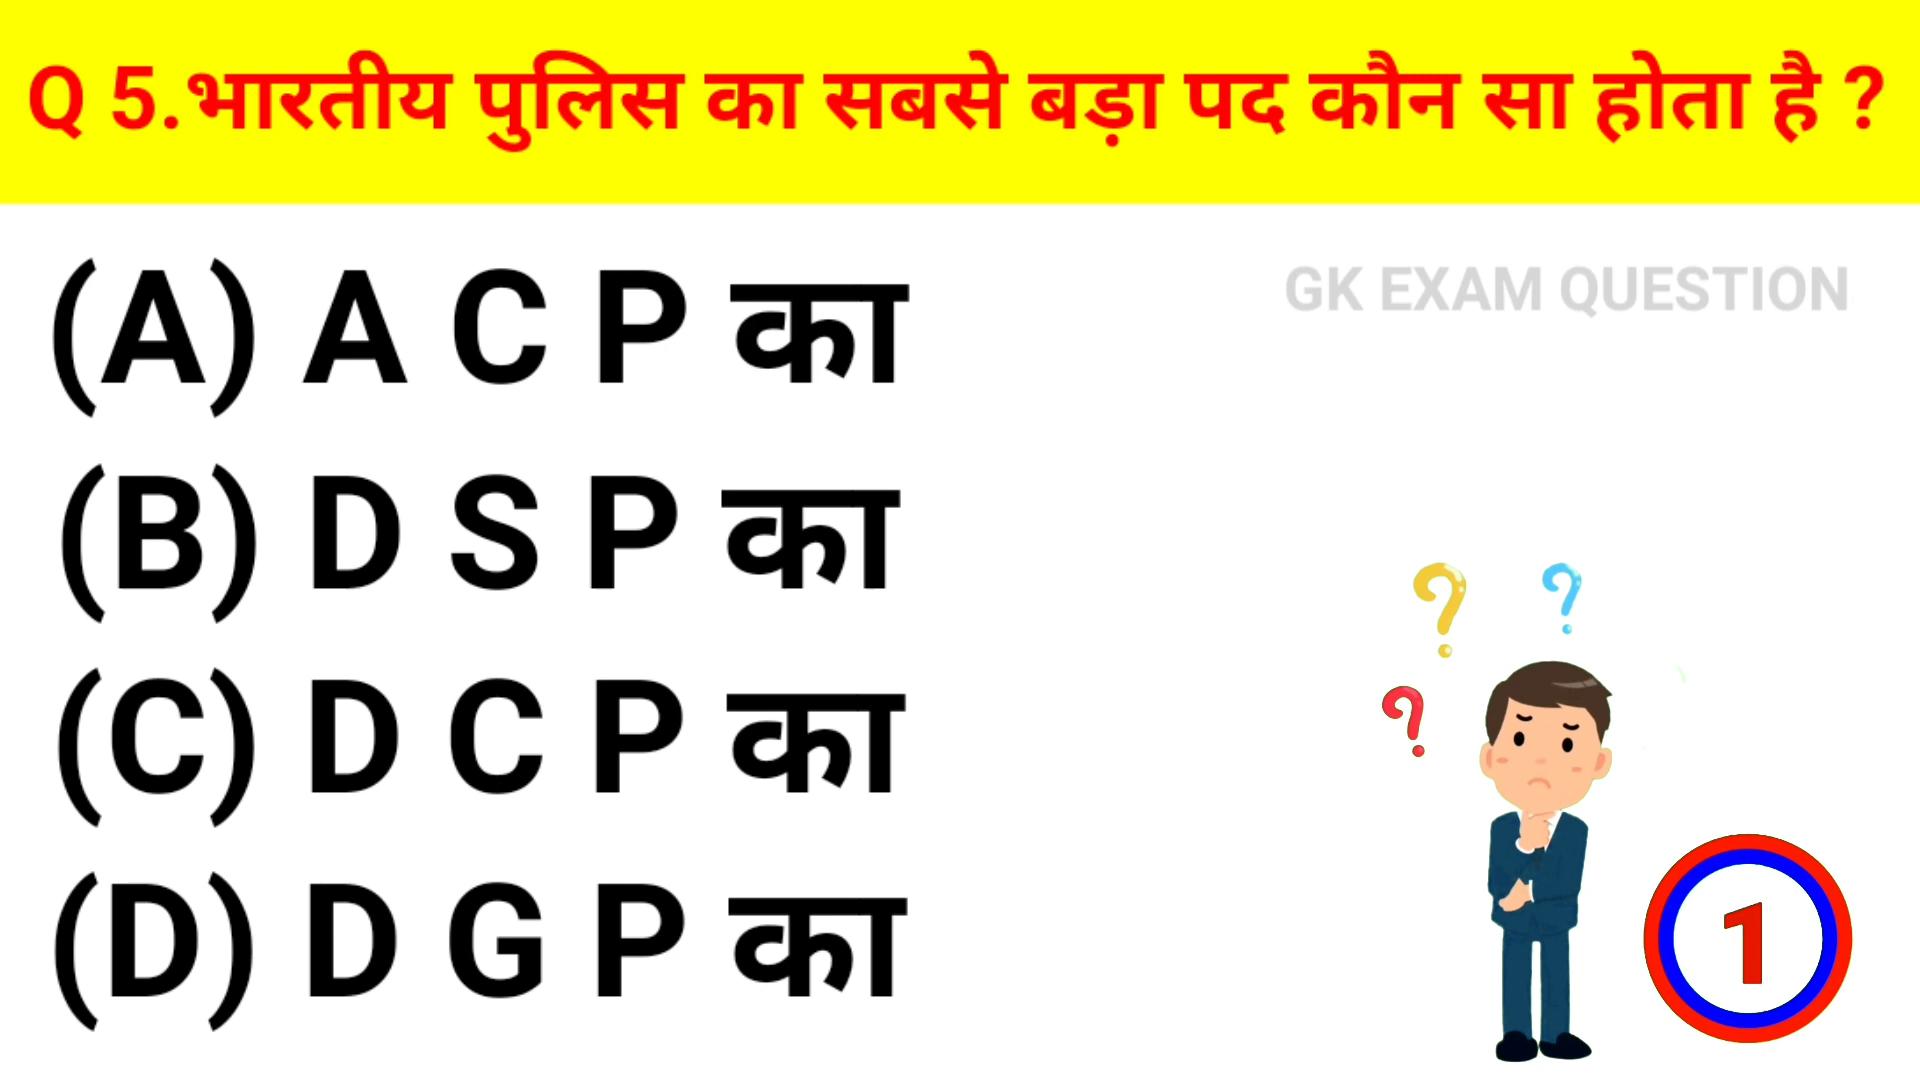 Q 5.भारतीय पुलिस का सबसे बड़ा पद कौन सा होता है ?
(A) A C P का
GK EXAM QUESTION
(B) D S P का
(C) D C P का
(D) D G P का
1